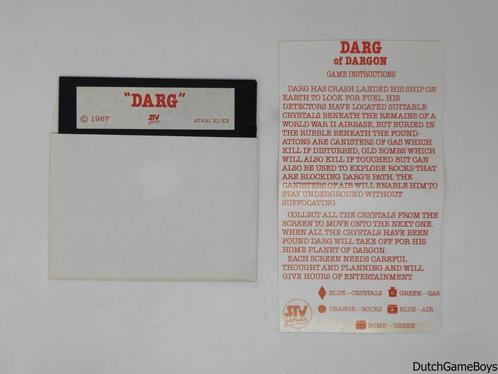 "DARG"
© 1987
STV
ATARI XL/XE
DARG
of DARGON
GAME INSTRUCTIONS
DARG HAS CRASH LANDED HIS SHIP ON
EARTH TO LOOK FOR FUEL. HIS
DETECTORS HAVE LOCATED SUITABLE
CRYSTALS BENEATH THE REMAINS OF A
WORLD WAR II AIRBASE, BUT BURIED IN
THE RUBBLE BENEATH THE FOUND-
ATIONS ARE CANISTERS OF GAS WHICH
KILL IF DISTURBED, OLD BOMBS WHICH
WILL ALSO KILL IF TOUCHED BUT CAN
ALSO BE USED TO EXPLODE ROCKS THAT
ARE BLOCKING DARG'S PATH. THE
CANISTERS OF AIR WILL ENABLE HIM TO
STAY UNDERGROUND WITHOUT
SUFFOCATING.
COLLECT ALL THE CRYSTALS FROM THE
SCREEN TO MOVE ONTO THE NEXT ONE.
WHEN ALL THE CRYSTALS HAVE BEEN
FOUND DARG WILL TAKE OFF FOR HIS
HOME PLANET OF DARGON.
EACH SCREEN NEEDS CAREFUL
THOUGHT AND PLANNING AND WILL
GIVE HOURS OF ENTERTAINMENT.
BLUE-CRYSTALS GREEN-GAS
ORANGE-ROCKS BLUE-AIR
BOMB-GREEN
STV
Software
DutchGameBoys